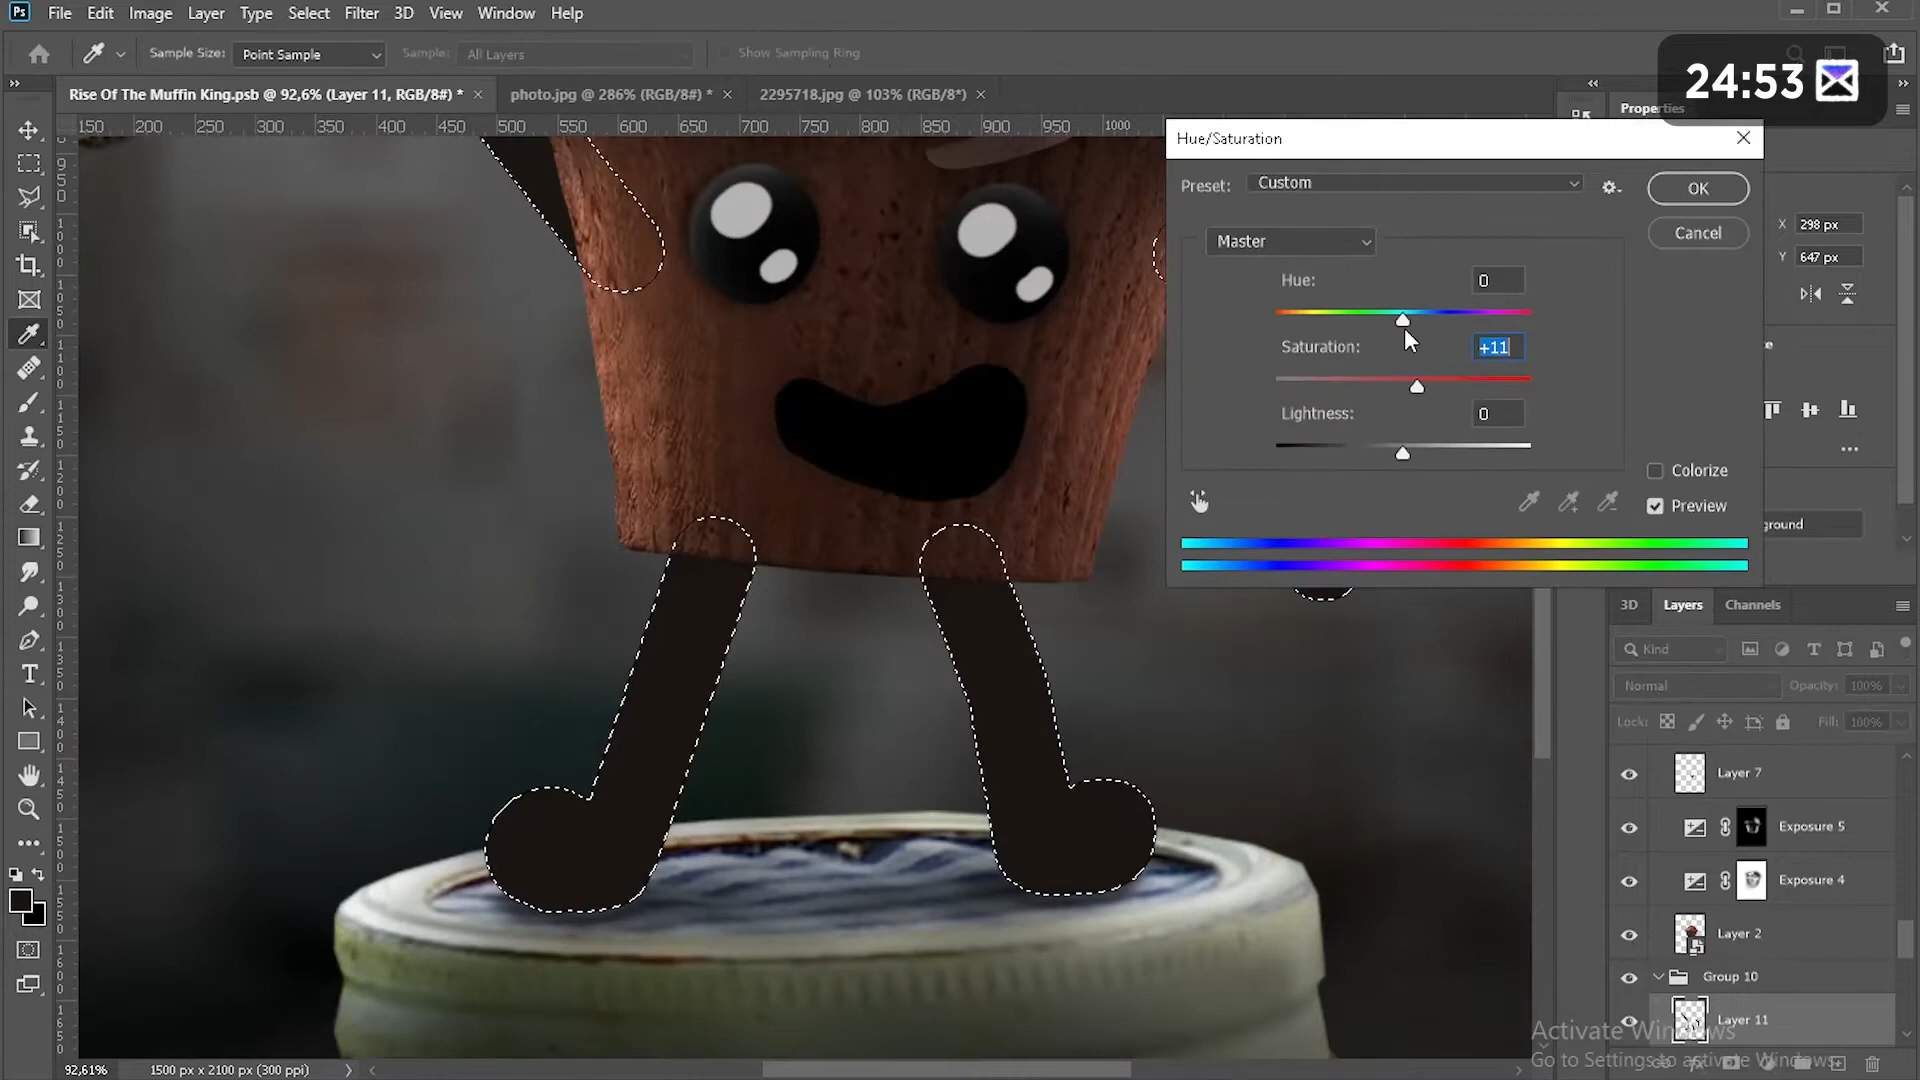 Ps File Edit Image Layer Type Select Filter 3D View Window Help
Sample Size: Point Sample Sample: All Layers Show Sampling Ring
24:53
Rise Of The Muffin King.psb @ 92,6% (Layer 11, RGB/8#) * × photo.jpg @ 286% (RGB/8#) * × 2295718.jpg @ 103% (RGB/8*) ×
Properties
150 200 250 300 350 400 450 500 550 600 650 700 750 800 850 900 950 1000
Hue/Saturation
Preset: Custom
OK
Cancel
Master
Hue: 0
Saturation: +11
Lightness: 0
Colorize
Preview
X 298 px
Y 647 px
ground
3D Layers Channels
Kind
Normal Opacity: 100%
Lock: Fill: 100%
Layer 7
Exposure 5
Exposure 4
Layer 2
Group 10
Layer 11
Activate Windows
Go to Settings to activate Windows.
92,61% 1500 px x 2100 px (300 ppi)